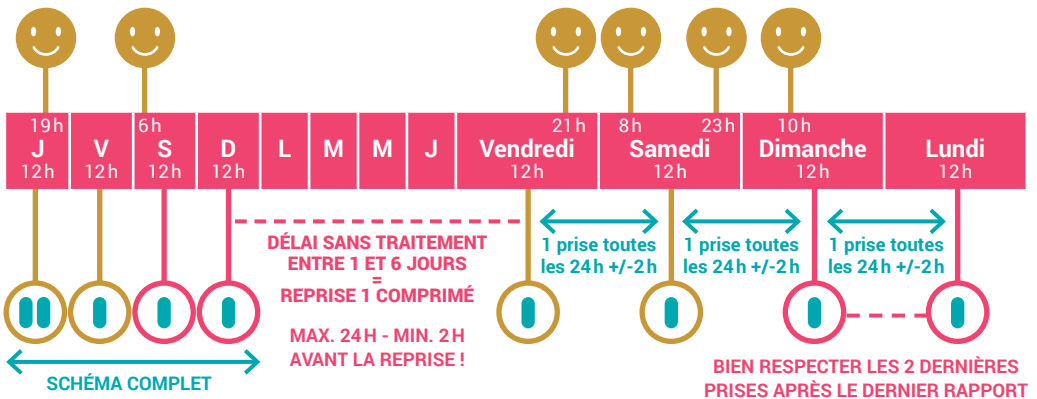 19h 6h 21h 8h 23h 10h
J V S D L M M J Vendredi Samedi Dimanche Lundi
12h 12h 12h 12h 12h 12h 12h 12h
DÉLAI SANS TRAITEMENT
ENTRE 1 ET 6 JOURS
=
REPRISE 1 COMPRIMÉ
MAX. 24H - MIN. 2H
AVANT LA REPRISE !
1 prise toutes
les 24h +/-2h
1 prise toutes
les 24h +/-2h
1 prise toutes
les 24h +/-2h
SCHÉMA COMPLET
BIEN RESPECTER LES 2 DERNIÈRES
PRISES APRÈS LE DERNIER RAPPORT